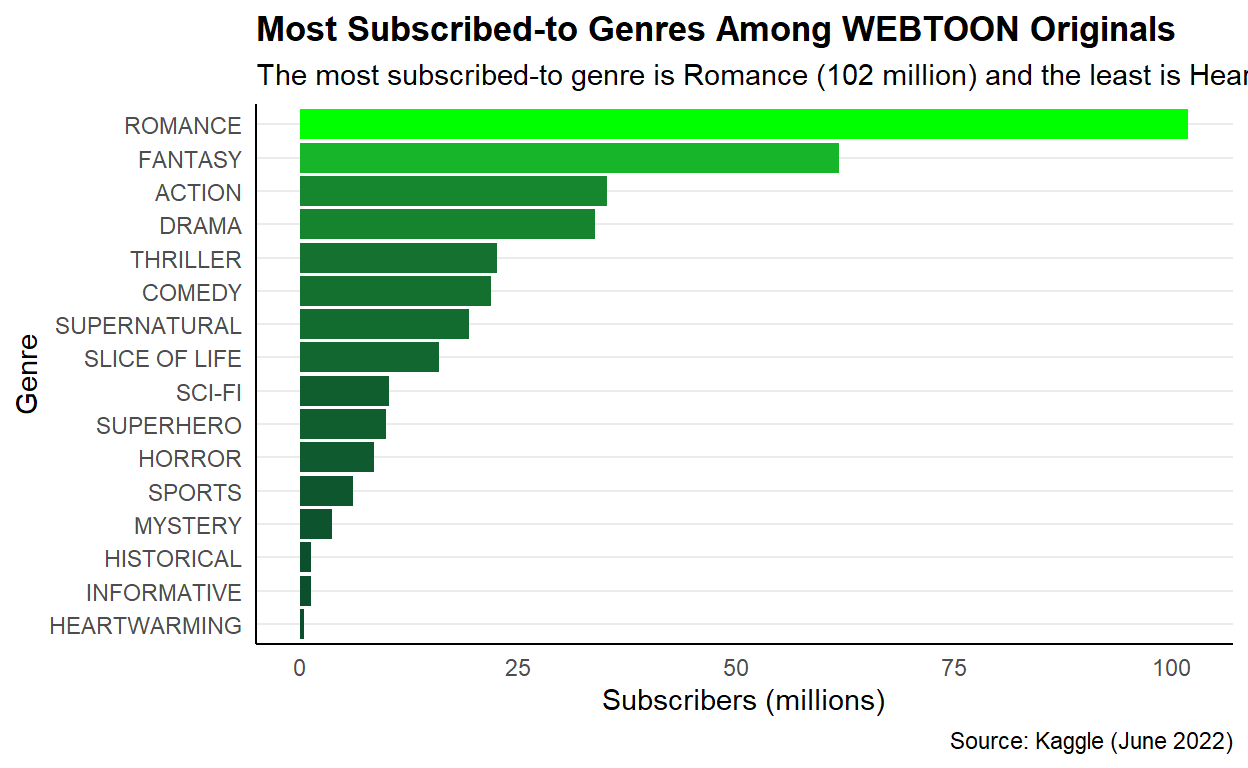 Most Subscribed-to Genres Among WEBTOON Originals
The most subscribed-to genre is Romance (102 million) and the least is Hear
ROMANCE
FANTASY
ACTION
DRAMA
THRILLER
COMEDY
SUPERNATURAL
SLICE OF LIFE
SCI-FI
SUPERHERO
HORROR
SPORTS
MYSTERY
HISTORICAL
INFORMATIVE
HEARTWARMING
Genre
0 25 50 75 100
Subscribers (millions)
Source: Kaggle (June 2022)